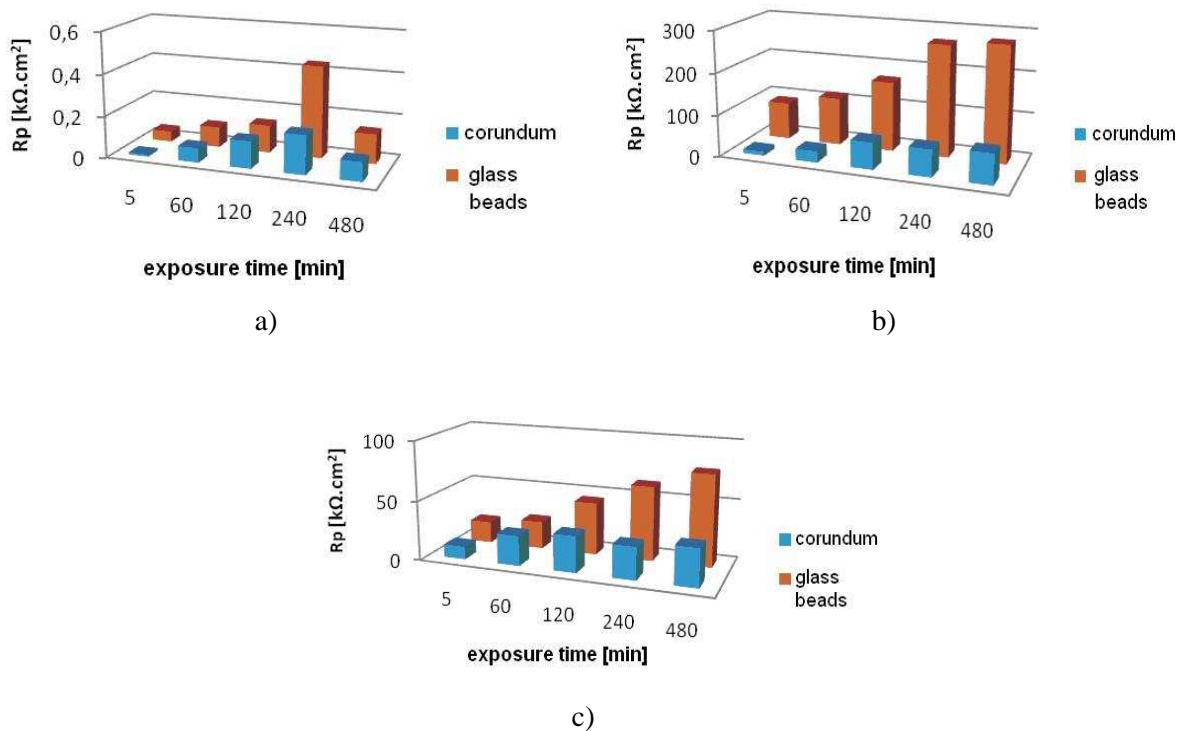 0,6
0,4
0,2
0
Rp [kΩ.cm²]
5 60 120 240 480
exposure time [min]
corundum
glass
beads
a)
300
200
100
0
Rp [kΩ.cm²]
5 60 120 240 480
exposure time [min]
corundum
glass
beads
b)
100
50
0
Rp [kΩ.cm²]
5 60 120 240 480
exposure time [min]
corundum
glass
beads
c)